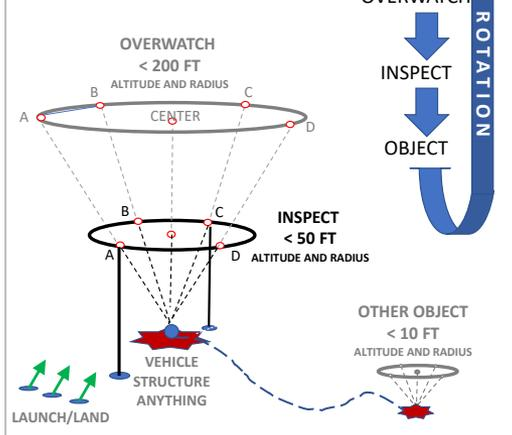 OVERWATCH
ROTATION
INSPECT
OBJECT
OVERWATCH
< 200 FT
ALTITUDE AND RADIUS
A
B
CENTER
C
D
B
C
A
D
INSPECT
< 50 FT
ALTITUDE AND RADIUS
OTHER OBJECT
< 10 FT
ALTITUDE AND RADIUS
VEHICLE
STRUCTURE
ANYTHING
LAUNCH/LAND